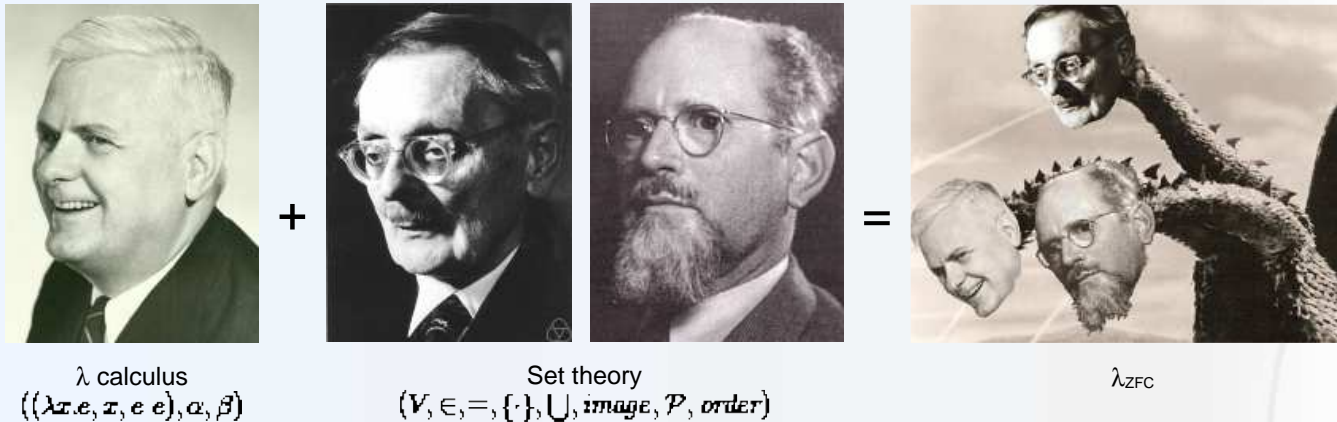 +
=
λ calculus
((λx.e, x, e e), α, β)
Set theory
(V, ∈, =, {·}, ⋃, image, P, order)
λZFC